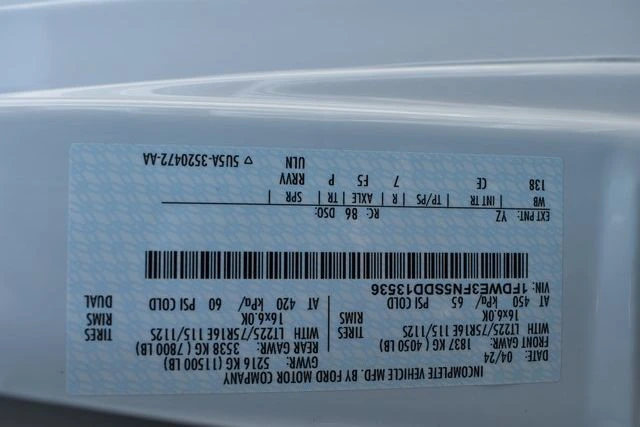 INCOMPLETE VEHICLE MFD. BY FORD MOTOR COMPANY
DATE: 04/24 GVWR: 5216 KG (11500 LB)
FRONT GAWR: 1837 KG ( 4050 LB) REAR GAWR: 3538 KG ( 7800 LB)
WITH LT225/75R16E 115/112S TIRES WITH LT225/75R16E 115/112S TIRES
16x6.0K RIMS 16x6.0K RIMS
AT 450 kPa/ 65 PSI COLD AT 420 kPa/ 60 PSI COLD DUAL
VIN: 1FDWE3FN5SDD13536
EXT PNT: YZ RC: 86 DSO:
WB INT TR TP/PS R AXLE TR SPR
138 CE 7 F5 P RRVV
ULN
5U5A-3520472-AA